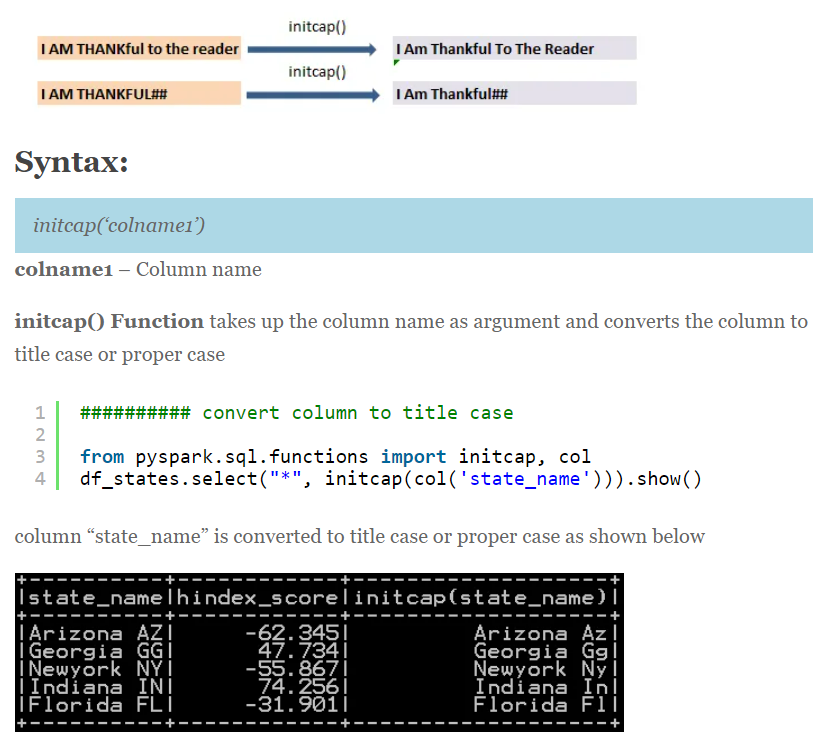 initcap()
I AM THANKful to the reader I Am Thankful To The Reader
initcap()
I AM THANKFUL## I Am Thankful##
Syntax:
initcap(‘colname1’)
colname1 – Column name
initcap() Function takes up the column name as argument and converts the column to
title case or proper case
1 ########## convert column to title case
2
3 from pyspark.sql.functions import initcap, col
4 df_states.select("*", initcap(col('state_name'))).show()
column “state_name” is converted to title case or proper case as shown below
+----------+------------+-------------------+
|state_name|hindex_score|initcap(state_name)|
+----------+------------+-------------------+
|Arizona AZ| -62.345| Arizona Az|
|Georgia GG| 47.734| Georgia Gg|
|Newyork NY| -55.867| Newyork Ny|
|Indiana IN| 74.256| Indiana In|
|Florida FL| -31.901| Florida Fl|
+----------+------------+-------------------+